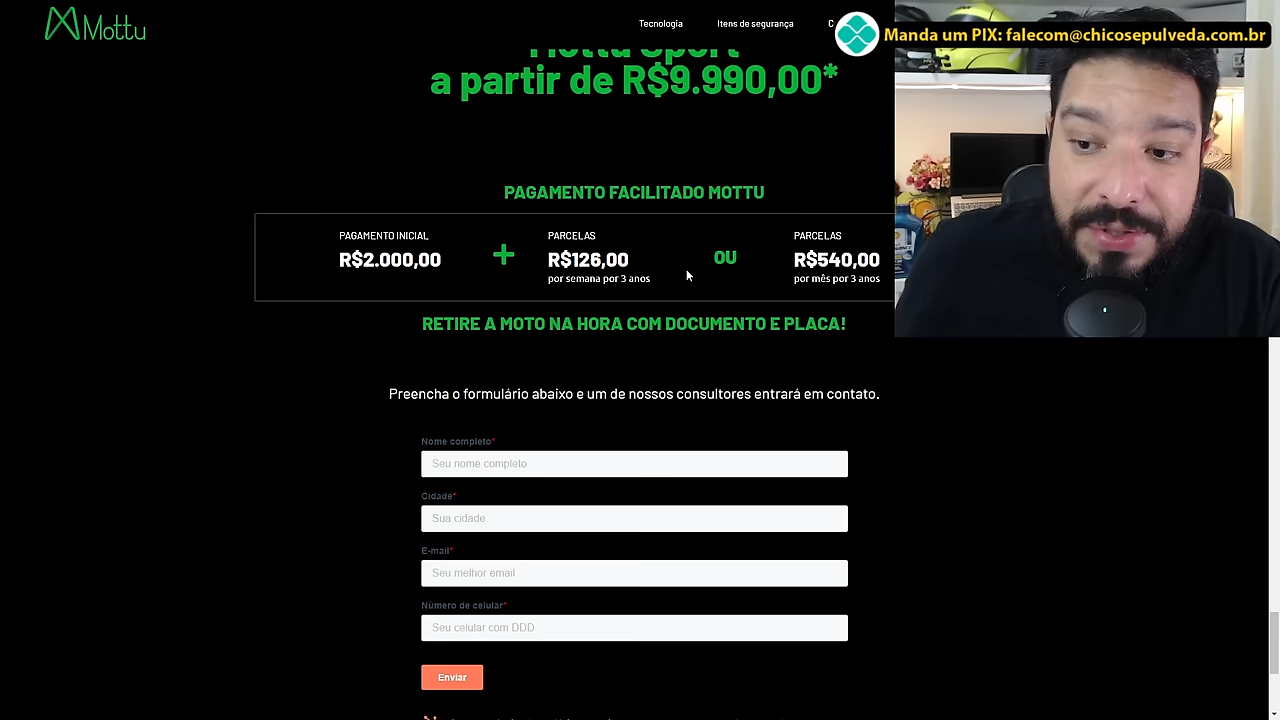 Mottu
Tecnologia
Itens de segurança
C
Manda um PIX: falecom@chicosepulveda.com.br
Mottu Sport
a partir de R$9.990,00*
PAGAMENTO FACILITADO MOTTU
PAGAMENTO INICIAL
R$2.000,00
+
PARCELAS
R$126,00
por semana por 3 anos
OU
PARCELAS
R$540,00
por mês por 3 anos
RETIRE A MOTO NA HORA COM DOCUMENTO E PLACA!
Preencha o formulário abaixo e um de nossos consultores entrará em contato.
Nome completo*
Seu nome completo
Cidade*
Sua cidade
E-mail*
Seu melhor email
Número de celular*
Seu celular com DDD
Enviar